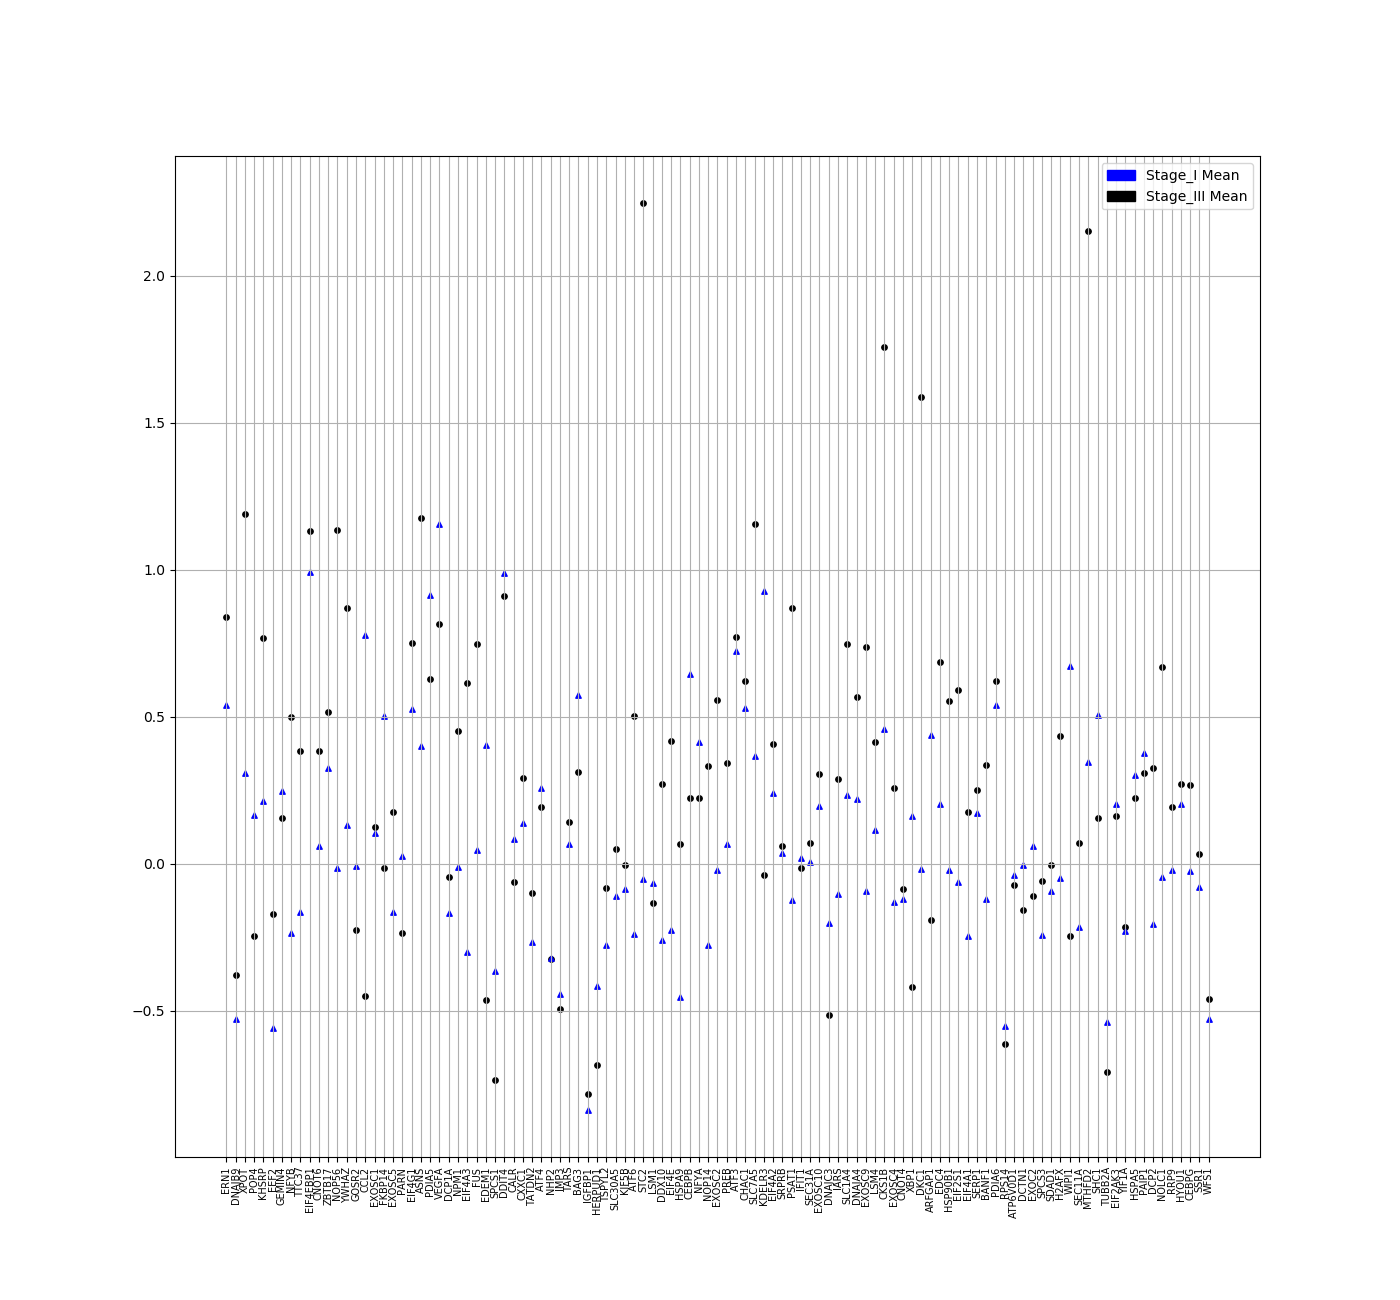 Stage_I Mean
Stage_III Mean
2.0
1.5
1.0
0.5
0.0
−0.5
ERN1
DNAJB9
XPOT
POP4
KHSRP
EEF2
GEMIN4
NFYB
TTC37
EIF4EBP1
CNOT6
ZBTB17
NOP56
YWHAZ
GOSR2
CCL2
EXOSC1
FKBP14
EXOSC5
PARN
EIF4G1
ASNS
PDIA5
VEGFA
DCP1A
NPM1
EIF4A3
FUS
EDEM1
SPCS1
DDIT4
CALR
CXXC1
TATDN2
ATF4
NHP2
IMP3
TARS
BAG3
IGFBP1
HERPUD1
TSPYL2
SLC30A5
KIF5B
ATF6
STC2
LSM1
DDX10
EIF4E
HSPA9
CEBPB
NFYA
NOP14
EXOSC2
PREB
ATF3
CHAC1
SLC7A5
KDELR3
EIF4A2
SRPRB
PSAT1
IFIT1
SEC31A
EXOSC10
DNAJC3
IARS
SLC1A4
DNAJA4
EXOSC9
LSM4
CKS1B
EXOSC4
CNOT4
XBP1
DKC1
ARFGAP1
EDC4
HSP90B1
EIF2S1
EIF4A1
SERP1
BANF1
PDIA6
RPS14
ATP6V0D1
DCTN1
EXOC2
SPCS3
SDAD1
H2AFX
WIPI1
SEC11A
MTHFD2
SHC1
TUBB2A
EIF2AK3
YIF1A
HSPA5
PAIP1
DCP2
NOLC1
RRP9
HYOU1
CEBPG
SSR1
WFS1